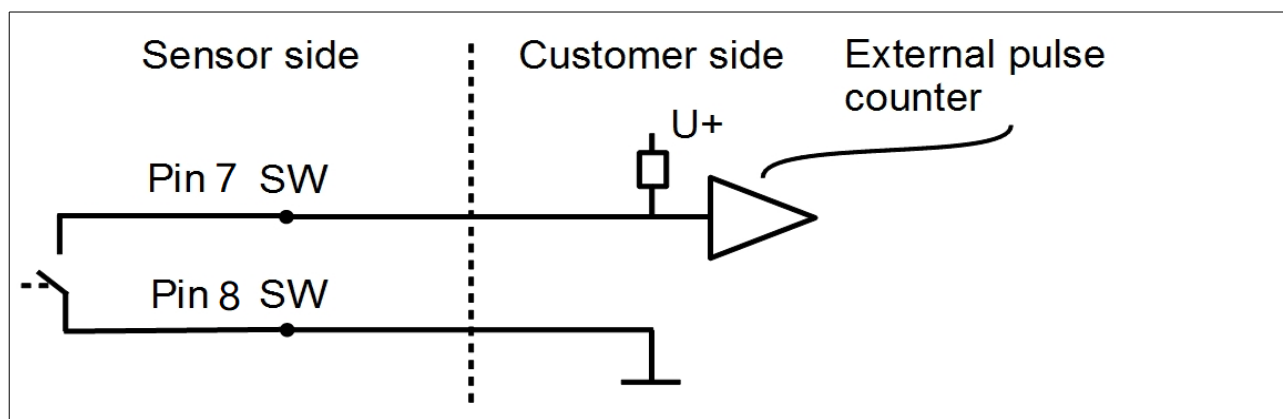 Sensor side
Customer side
External pulse
counter
U+
Pin 7 SW
Pin 8 SW